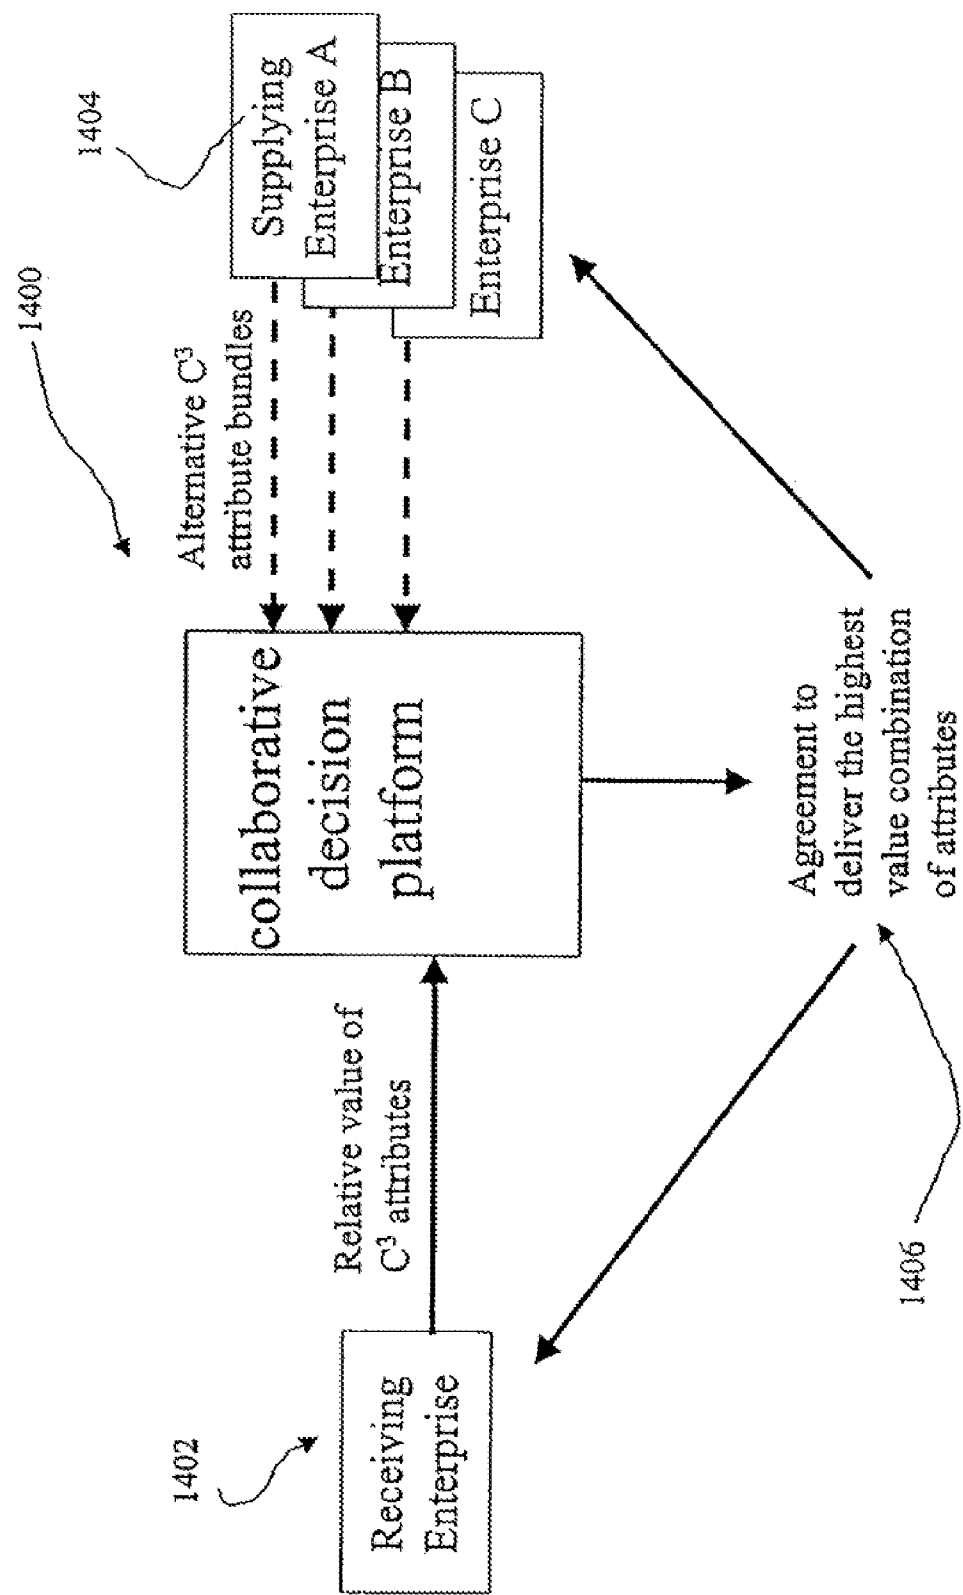 1400
1402
Receiving
Enterprise
Relative value of
C³ attributes
collaborative
decision
platform
Alternative C³
attribute bundles
1404
Supplying
Enterprise A
Enterprise B
Enterprise C
Agreement to
deliver the highest
value combination
of attributes
1406